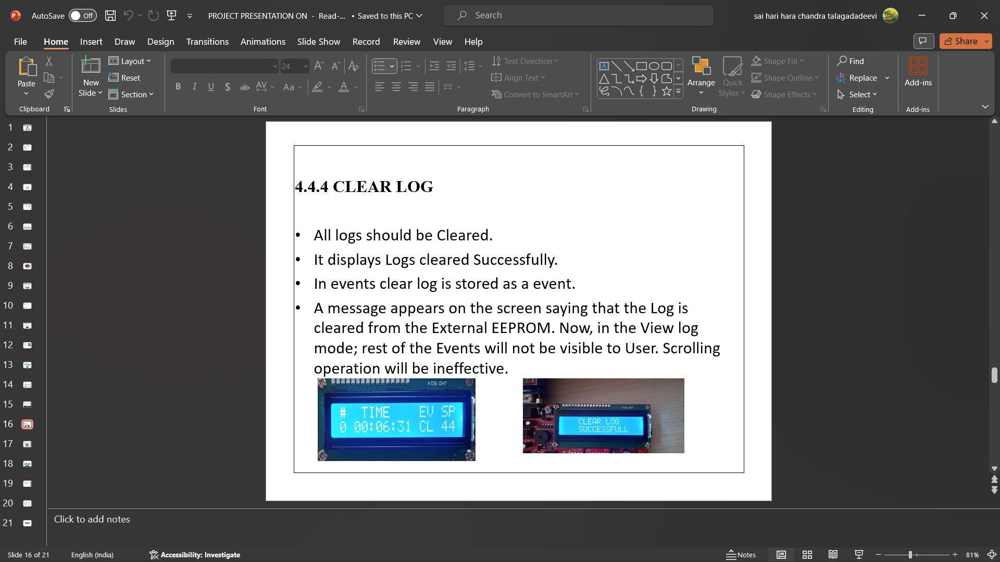 AutoSave Off PROJECT PRESENTATION ON - Read-... • Saved to this PC Search sai hari hara chandra talagadadeevi
File Home Insert Draw Design Transitions Animations Slide Show Record Review View Help Share
Paste
Clipboard
New Slide
Layout
Reset
Section
Slides
24
B I U S ab AV Aa A
Font
Paragraph
Text Direction
Align Text
Convert to SmartArt
Arrange
Quick Styles
Shape Fill
Shape Outline
Shape Effects
Drawing
Find
Replace
Select
Editing
Add-ins
Add-ins
1
2
3
4
5
6
7
8
9
10
11
12
13
14
15
16
17
18
19
20
21
4.4.4 CLEAR LOG
• All logs should be Cleared.
• It displays Logs cleared Successfully.
• In events clear log is stored as a event.
• A message appears on the screen saying that the Log is
cleared from the External EEPROM. Now, in the View log
mode; rest of the Events will not be visible to User. Scrolling
operation will be ineffective.
JHD 162A
# TIME EV SP
0 00:06:31 CL 44
JHD 162A
CLEAR LOG
SUCCESSFULL
Click to add notes
Slide 16 of 21 English (India) Accessibility: Investigate Notes 81%